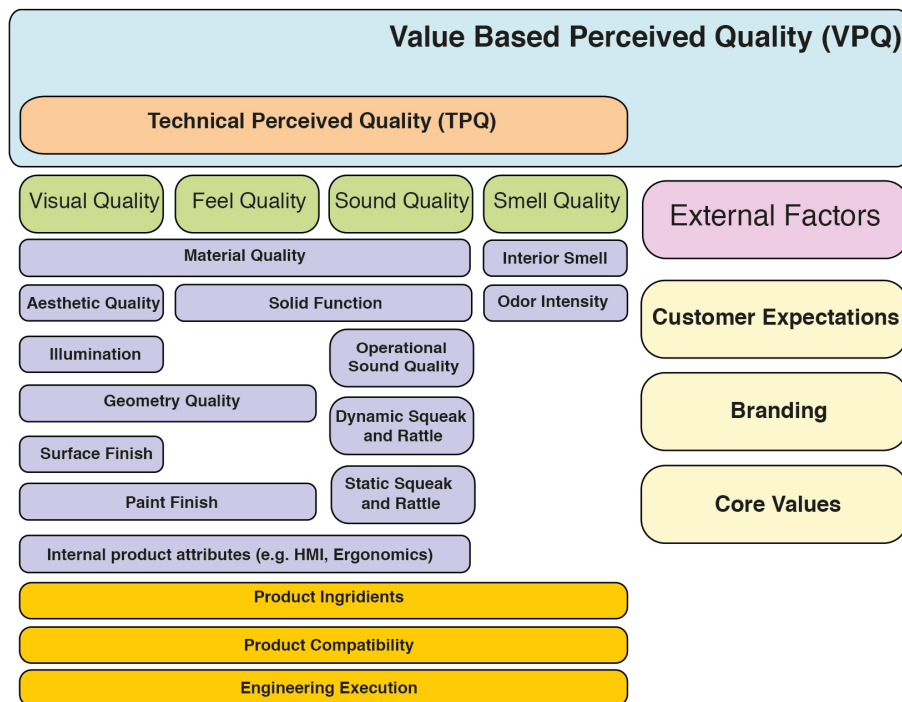 Value Based Perceived Quality (VPQ)
Technical Perceived Quality (TPQ)
Visual Quality
Feel Quality
Sound Quality
Smell Quality
External Factors
Material Quality
Interior Smell
Aesthetic Quality
Solid Function
Odor Intensity
Customer Expectations
Illumination
Operational
Sound Quality
Geometry Quality
Dynamic Squeak
and Rattle
Branding
Surface Finish
Paint Finish
Static Squeak
and Rattle
Core Values
Internal product attributes (e.g. HMI, Ergonomics)
Product Ingridients
Product Compatibility
Engineering Execution